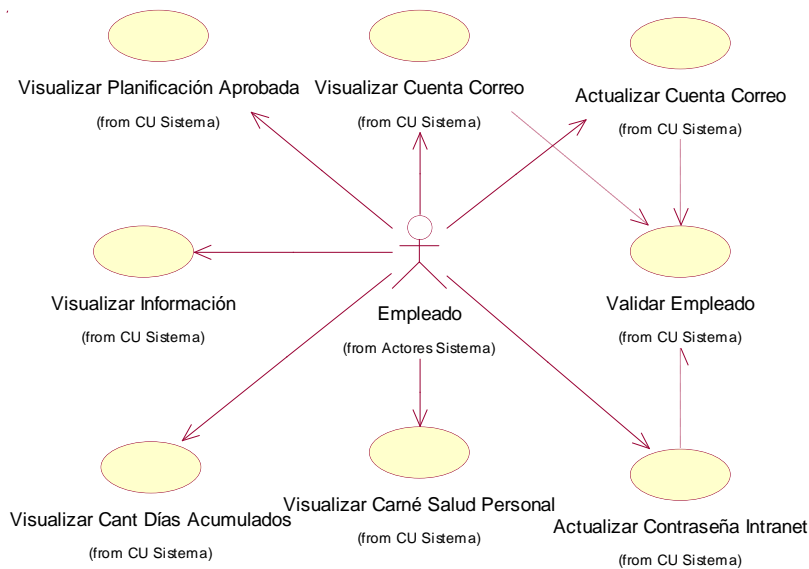 Visualizar Planificación Aprobada
(from CU Sistema)
Visualizar Cuenta Correo
(from CU Sistema)
Actualizar Cuenta Correo
(from CU Sistema)
Visualizar Información
(from CU Sistema)
Empleado
(from Actores Sistema)
Validar Empleado
(from CU Sistema)
Visualizar Cant Días Acumulados
(from CU Sistema)
Visualizar Carné Salud Personal
(from CU Sistema)
Actualizar Contraseña Intranet
(from CU Sistema)